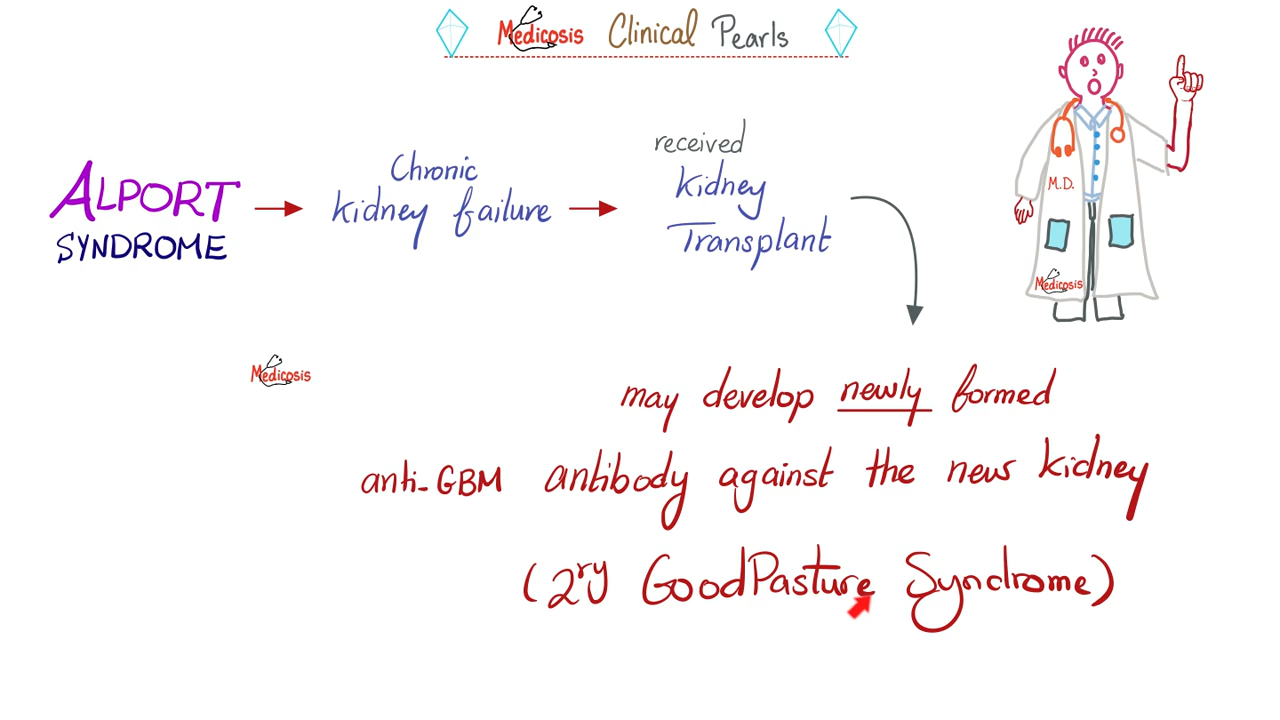 Medicosis Clinical Pearls
M.D.
Medicosis
ALPORT
SYNDROME
Chronic
kidney failure
received
Kidney
Transplant
Medicosis
may develop newly formed
anti-GBM antibody against the new kidney
(2ry GoodPasture Syndrome)